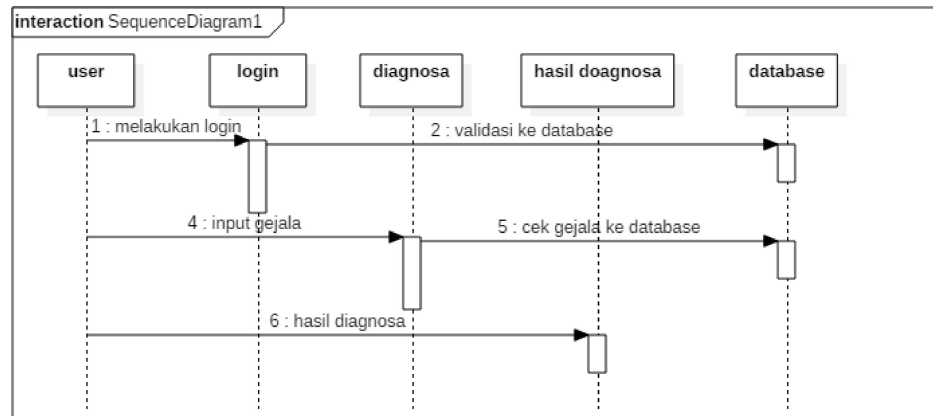 interaction SequenceDiagram1
user
login
diagnosa
hasil doagnosa
database
1 : melakukan login
2 : validasi ke database
4 : input gejala
5 : cek gejala ke database
6 : hasil diagnosa